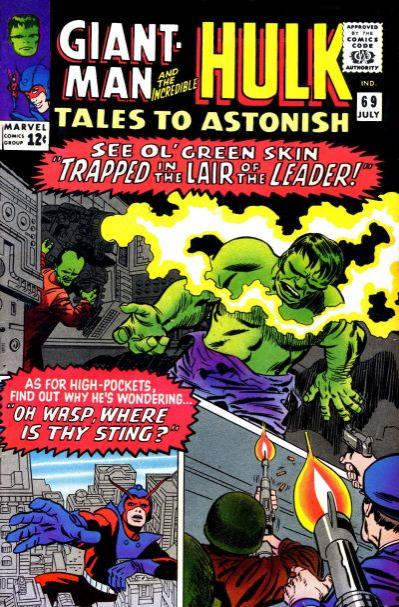 GIANT-
MAN
AND
THE
INCREDIBLE
HULK
APPROVED
BY THE
COMICS
CODE
AUTHORITY
IND.
69
JULY
TALES TO ASTONISH
MARVEL
COMICS
GROUP
12¢
SEE OL' GREEN SKIN
"TRAPPED IN THE LAIR OF THE LEADER!"
AS FOR HIGH-POCKETS,
FIND OUT WHY HE'S WONDERING...
"OH WASP, WHERE
IS THY STING?"